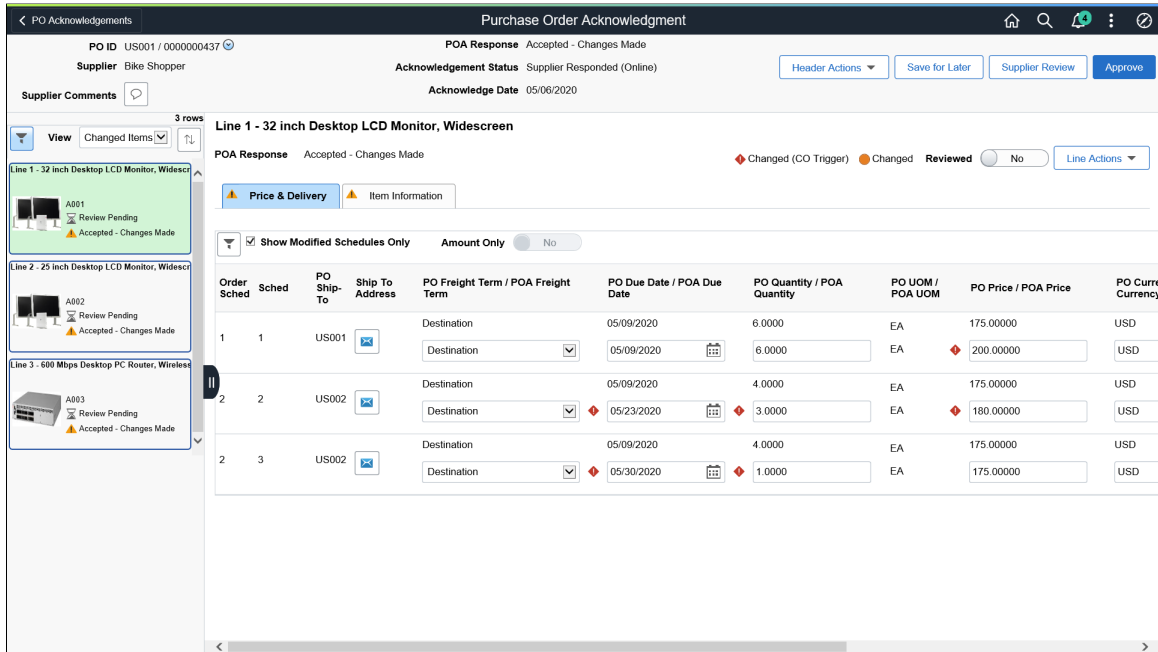 PO Acknowledgements
Purchase Order Acknowledgment
4
PO ID US001 / 0000000437
POA Response Accepted - Changes Made
Supplier Bike Shopper
Acknowledgement Status Supplier Responded (Online)
Header Actions
Save for Later
Supplier Review
Approve
Supplier Comments
Acknowledge Date 05/06/2020
3 rows
View Changed Items
Line 1 - 32 inch Desktop LCD Monitor, Widescr
A001
Review Pending
Accepted - Changes Made
Line 2 - 25 inch Desktop LCD Monitor, Widescr
A002
Review Pending
Accepted - Changes Made
Line 3 - 600 Mbps Desktop PC Router, Wireless
A003
Review Pending
Accepted - Changes Made
Line 1 - 32 inch Desktop LCD Monitor, Widescreen
POA Response Accepted - Changes Made
Changed (CO Trigger) Changed Reviewed No Line Actions
Price & Delivery Item Information
Show Modified Schedules Only Amount Only No
Order Sched
Sched
PO Ship-To
Ship To Address
PO Freight Term / POA Freight Term
PO Due Date / POA Due Date
PO Quantity / POA Quantity
PO UOM / POA UOM
PO Price / POA Price
PO Curre
Currency
Destination 05/09/2020 6.0000 EA 175.00000 USD
1 1 US001
Destination 05/09/2020 6.0000 EA 200.00000 USD
Destination 05/09/2020 4.0000 EA 175.00000 USD
2 2 US002
Destination 05/23/2020 3.0000 EA 180.00000 USD
Destination 05/09/2020 4.0000 EA 175.00000 USD
2 3 US002
Destination 05/30/2020 1.0000 EA 175.00000 USD